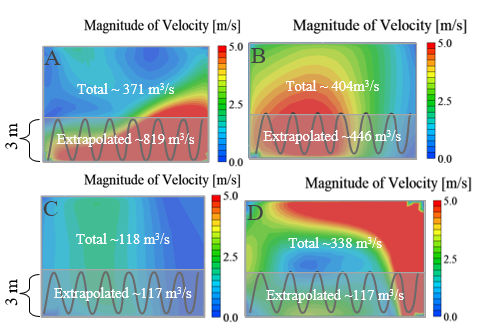 Magnitude of Velocity [m/s]
Magnitude of Velocity [m/s]
A
Total ~ 371 m³/s
Extrapolated ~819 m³/s
3 m
5.0
2.5
0.0
B
Total ~ 404m³/s
Extrapolated ~446 m³/s
5.0
2.5
0.0
Magnitude of Velocity [m/s]
Magnitude of Velocity [m/s]
C
Total ~118 m³/s
Extrapolated ~117 m³/s
3 m
5.0
2.5
0.0
D
Total ~338 m³/s
Extrapolated ~117 m³/s
5.0
2.5
0.0